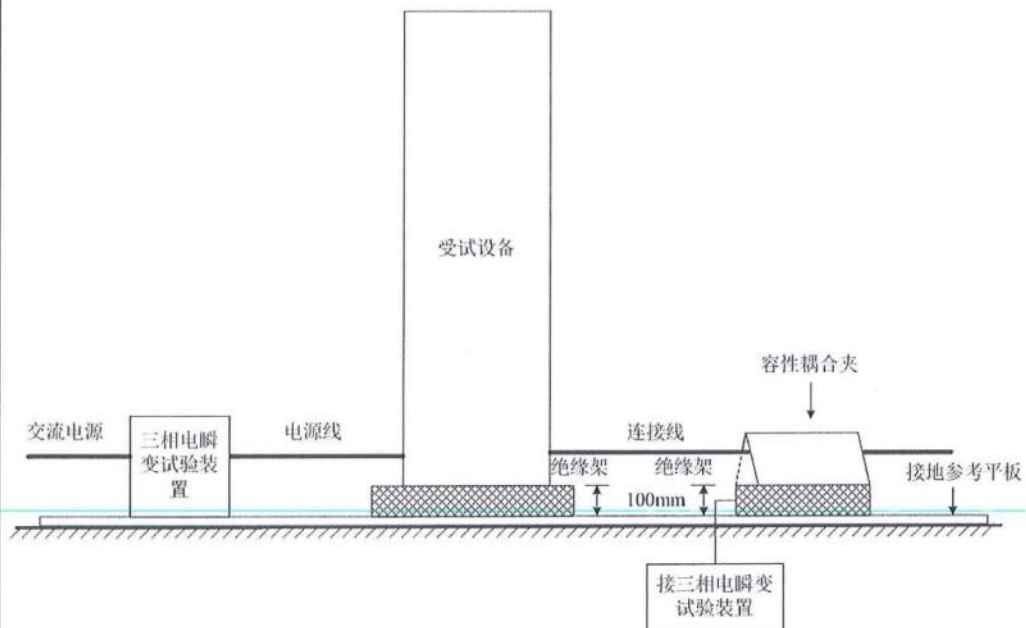 受试设备
容性耦合夹
交流电源
三相电瞬
变试验装
置
电源线
连接线
绝缘架
绝缘架
100mm
接地参考平板
接三相电瞬变
试验装置